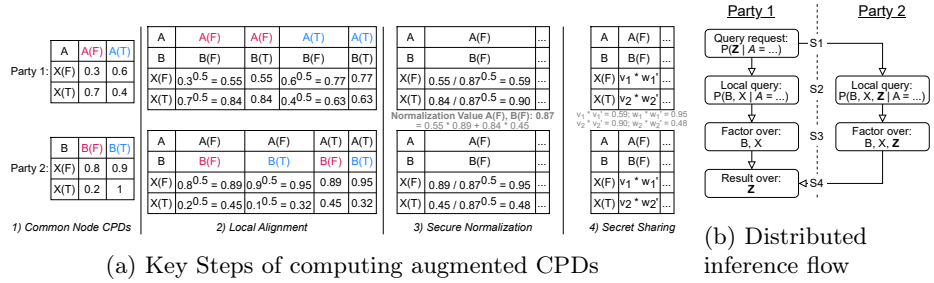 A A(F) A(T)
Party 1: X(F) 0.3 0.6
X(T) 0.7 0.4
Party 2: B B(F) B(T)
X(F) 0.8 0.9
X(T) 0.2 1
1) Common Node CPDs
A A(F) A(F) A(T) A(T)
B B(F) B(T) B(F) B(T)
X(F) 0.3^0.5 = 0.55 0.55 0.6^0.5 = 0.77 0.77
X(T) 0.7^0.5 = 0.84 0.84 0.4^0.5 = 0.63 0.63
A A(F) A(F) A(T) A(T)
B B(F) B(T) B(F) B(T)
X(F) 0.8^0.5 = 0.89 0.9^0.5 = 0.95 0.89 0.95
X(T) 0.2^0.5 = 0.45 0.1^0.5 = 0.32 0.45 0.32
2) Local Alignment
A A(F) ...
B B(F) ...
X(F) 0.55 / 0.87^0.5 = 0.59 ...
X(T) 0.84 / 0.87^0.5 = 0.90 ...
Normalization Value A(F), B(F): 0.87
= 0.55 * 0.89 + 0.84 * 0.45
A A(F) ...
B B(F) ...
X(F) 0.89 / 0.87^0.5 = 0.95 ...
X(T) 0.45 / 0.87^0.5 = 0.48 ...
3) Secure Normalization
A A(F) ...
B B(F) ...
X(F) v1 * w1' ...
X(T) v2 * w2' ...
v1 * v1' = 0.59; w1 * w1' = 0.95
v2 * v2' = 0.90; w2 * w2' = 0.48
A A(F) ...
B B(F) ...
X(F) v1 * w1' ...
X(T) v2 * w2' ...
4) Secret Sharing
(a) Key Steps of computing augmented CPDs
Party 1 Party 2
Query request:
P(Z | A = ...)
S1
Local query:
P(B, X | A = ...)
S2
Local query:
P(B, X, Z | A = ...)
Factor over:
B, X
S3
Factor over:
B, X, Z
Result over:
Z
S4
(b) Distributed
inference flow